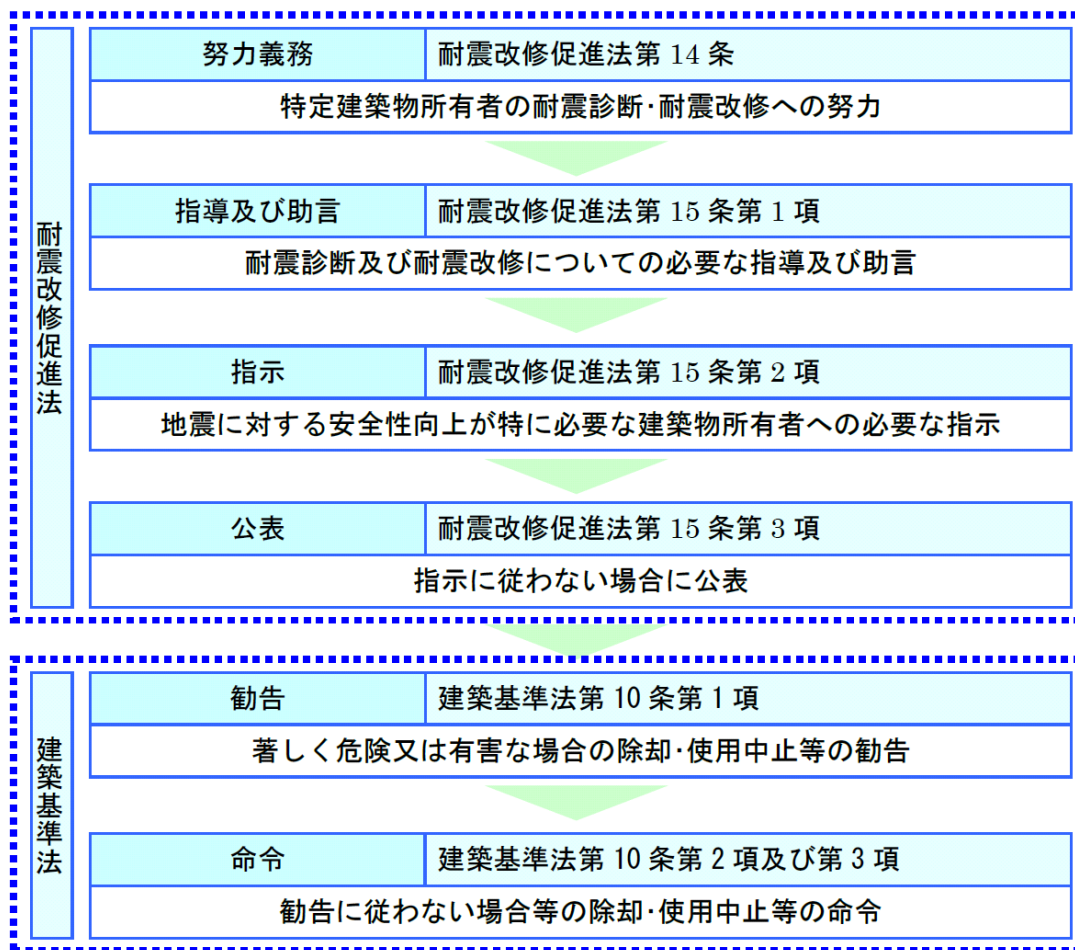 耐震改修促進法
努力義務 耐震改修促進法第 14 条
特定建築物所有者の耐震診断・耐震改修への努力
指導及び助言 耐震改修促進法第 15 条第 1 項
耐震診断及び耐震改修についての必要な指導及び助言
指示 耐震改修促進法第 15 条第 2 項
地震に対する安全性向上が特に必要な建築物所有者への必要な指示
公表 耐震改修促進法第 15 条第 3 項
指示に従わない場合に公表
建築基準法
勧告 建築基準法第 10 条第 1 項
著しく危険又は有害な場合の除却・使用中止等の勧告
命令 建築基準法第 10 条第 2 項及び第 3 項
勧告に従わない場合等の除却・使用中止等の命令